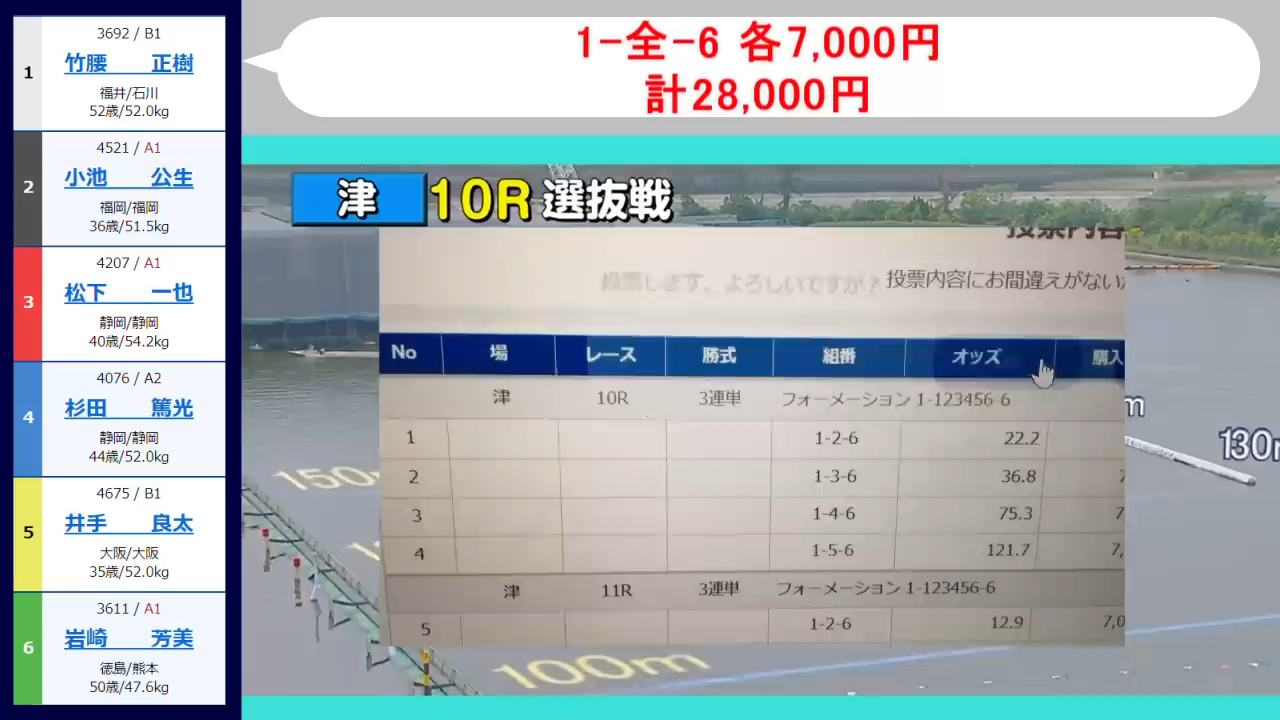 1
3692 / B1
竹腰 正樹
福井/石川
52歳/52.0kg
2
4521 / A1
小池 公生
福岡/福岡
36歳/51.5kg
3
4207 / A1
松下 一也
静岡/静岡
40歳/54.2kg
4
4076 / A2
杉田 篤光
静岡/静岡
44歳/52.0kg
5
4675 / B1
井手 良太
大阪/大阪
35歳/52.0kg
6
3611 / A1
岩崎 芳美
徳島/熊本
50歳/47.6kg
1-全-6 各7,000円
計28,000円
津 10R 選抜戦
投票内容
投票します。よろしいですか? 投票内容にお間違えがない
No 場 レース 勝式 組番 オッズ 購入
津 10R 3連単 フォーメーション 1-123456-6
1 1-2-6 22.2
2 1-3-6 36.8 7
3 1-4-6 75.3 7
4 1-5-6 121.7 7,
津 11R 3連単 フォーメーション 1-123456-6
5 1-2-6 12.9 7,0
m
130m
150m
100m